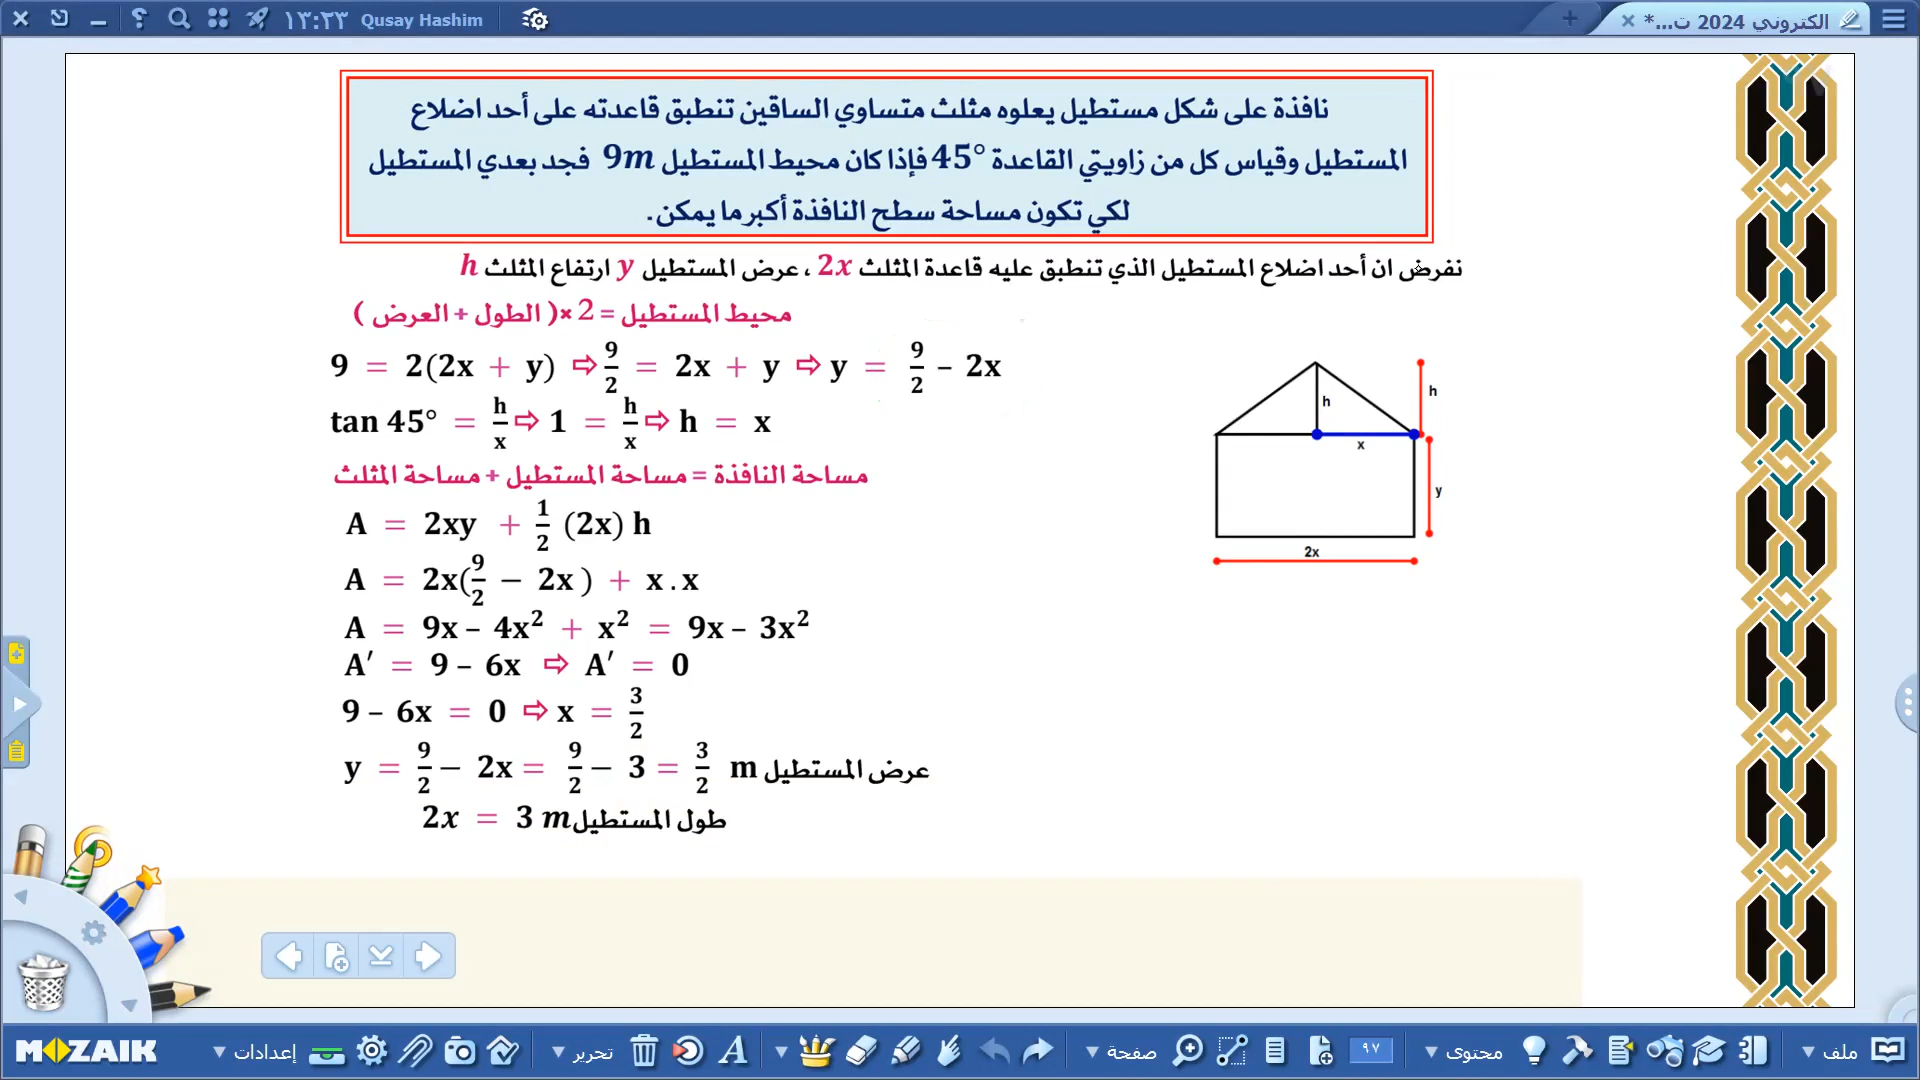 ١٣:٢٣ Qusay Hashim
الكتروني 2024 ت...*
نافذة على شكل مستطيل يعلوه مثلث متساوي الساقين تنطبق قاعدته على أحد اضلاع
المستطيل وقياس كل من زاويتي القاعدة 45° فإذا كان محيط المستطيل 9m فجد بعدي المستطيل
لكي تكون مساحة سطح النافذة أكبر ما يمكن.
نفرض ان أحد اضلاع المستطيل الذي تنطبق عليه قاعدة المثلث 2x ، عرض المستطيل y ارتفاع المثلث h
محيط المستطيل = 2 ×( الطول + العرض )
9 = 2(2x + y) ⇨ 9/2 = 2x + y ⇨ y = 9/2 − 2x
tan 45° = h/x ⇨ 1 = h/x ⇨ h = x
مساحة النافذة = مساحة المستطيل + مساحة المثلث
A = 2xy + 1/2 (2x) h
A = 2x(9/2 − 2x ) + x . x
A = 9x − 4x² + x² = 9x − 3x²
A′ = 9 − 6x ⇨ A′ = 0
9 − 6x = 0 ⇨ x = 3/2
y = 9/2 − 2x = 9/2 − 3 = 3/2 m عرض المستطيل
2x = 3 m طول المستطيل
h
h
x
y
2x
MOZAIK
إعدادات
تحرير
A
صفحة
٩٧
محتوى
ملف